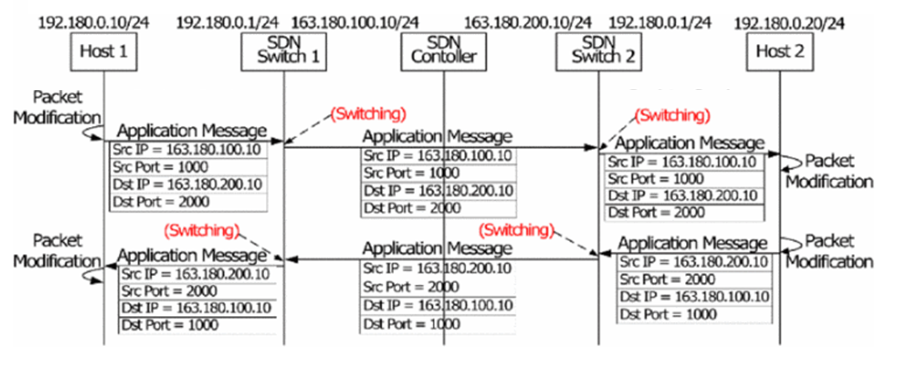 192.180.0.10/24 192.180.0.1/24 163.180.100.10/24 163.180.200.10/24 192.180.0.1/24 192.180.0.20/24
Host 1
SDN
Switch 1
SDN
Contoller
SDN
Switch 2
Host 2
Packet
Modification
Application Message
Src IP = 163.180.100.10
Src Port = 1000
Dst IP = 163.180.200.10
Dst Port = 2000
(Switching)
Application Message
Src IP = 163.180.100.10
Src Port = 1000
Dst IP = 163.180.200.10
Dst Port = 2000
(Switching)
Application Message
Src IP = 163.180.100.10
Src Port = 1000
Dst IP = 163.180.200.10
Dst Port = 2000
Packet
Modification
Packet
Modification
(Switching)
Application Message
Src IP = 163.180.200.10
Src Port = 2000
Dst IP = 163.180.100.10
Dst Port = 1000
Application Message
Src IP = 163.180.200.10
Src Port = 2000
Dst IP = 163.180.100.10
Dst Port = 1000
(Switching)
Application Message
Src IP = 163.180.200.10
Src Port = 2000
Dst IP = 163.180.100.10
Dst Port = 1000
Packet
Modification